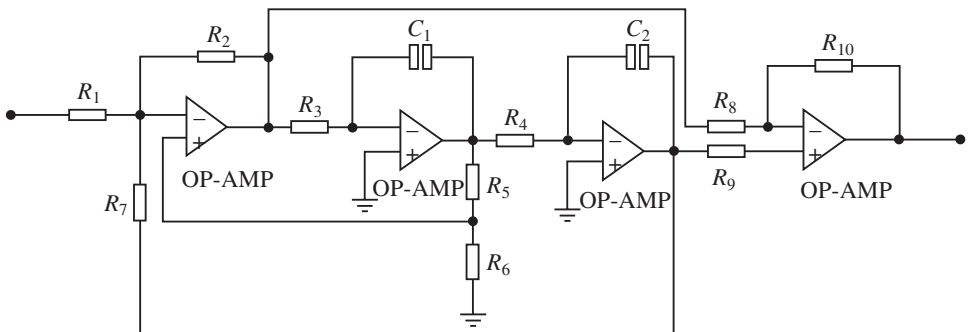 R1
R2
R3
C1
R4
C2
R8
R10
OP-AMP
OP-AMP
OP-AMP
OP-AMP
R7
R5
R9
R6